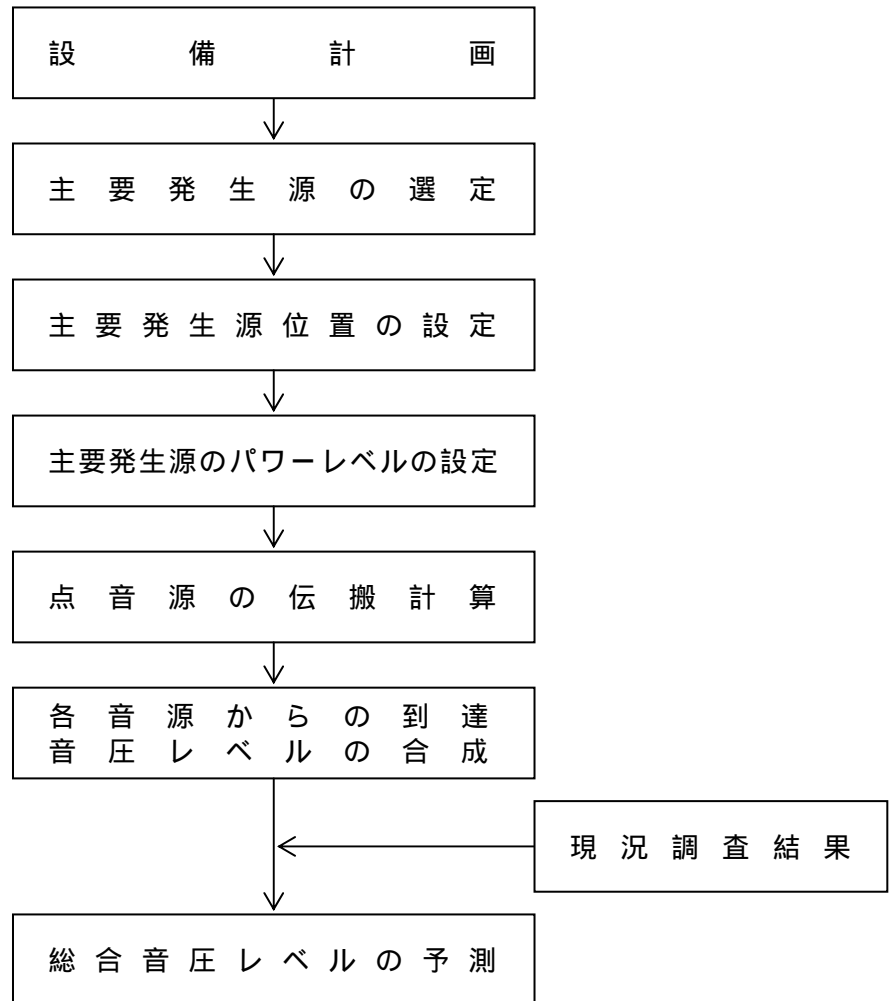 設備計画
主要発生源の選定
主要発生源位置の設定
主要発生源のパワーレベルの設定
点音源の伝搬計算
各音源からの到達
音圧レベルの合成
現況調査結果
総合音圧レベルの予測